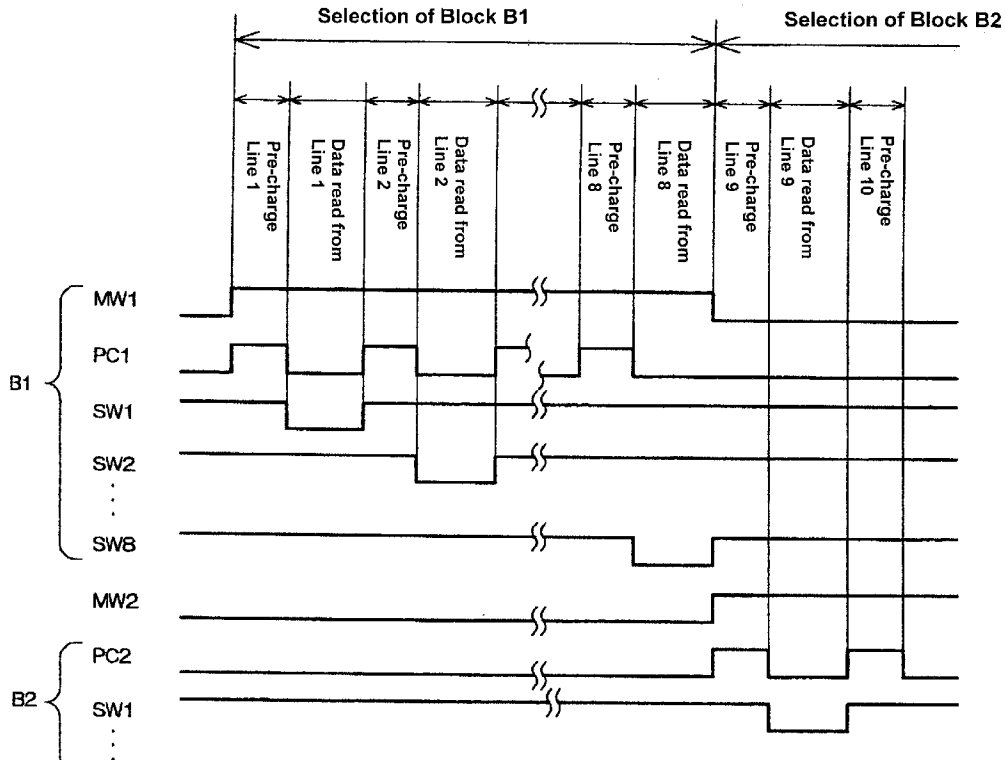 Selection of Block B1
Selection of Block B2
Pre-charge
Line 1
Data read from
Line 1
Pre-charge
Line 2
Data read from
Line 2
Pre-charge
Line 8
Data read from
Line 8
Pre-charge
Line 9
Data read from
Line 9
Pre-charge
Line 10
B1
MW1
PC1
SW1
SW2
SW8
MW2
B2
PC2
SW1